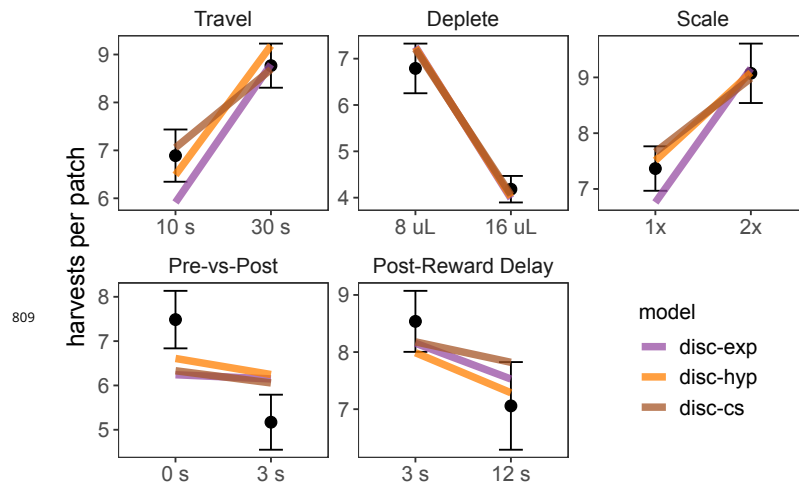 Travel
Deplete
Scale
9
8
7
6
10 s
30 s
7
6
5
4
8 uL
16 uL
9
8
7
1x
2x
harvests per patch
809
Pre-vs-Post
Post-Reward Delay
8
7
6
5
0 s
3 s
9
8
7
3 s
12 s
model
disc-exp
disc-hyp
disc-cs